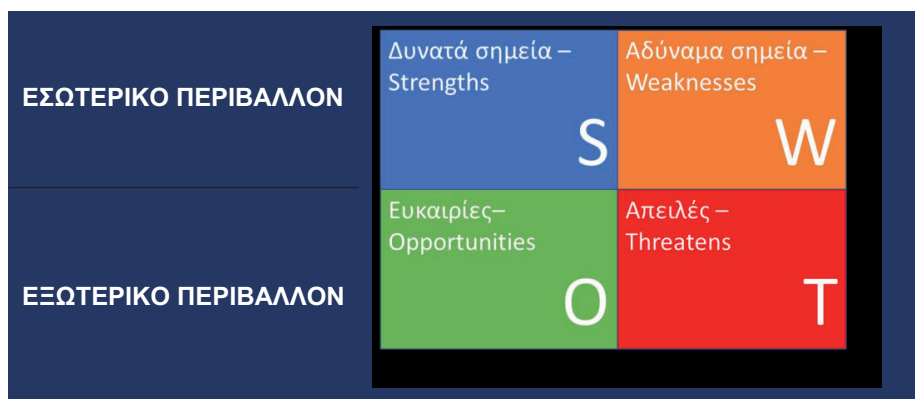 ΕΣΩΤΕΡΙΚΟ ΠΕΡΙΒΑΛΛΟΝ
Δυνατά σημεία –
Strengths
S
Αδύναμα σημεία –
Weaknesses
W
ΕΞΩΤΕΡΙΚΟ ΠΕΡΙΒΑΛΛΟΝ
Ευκαιρίες–
Opportunities
O
Απειλές –
Threatens
T